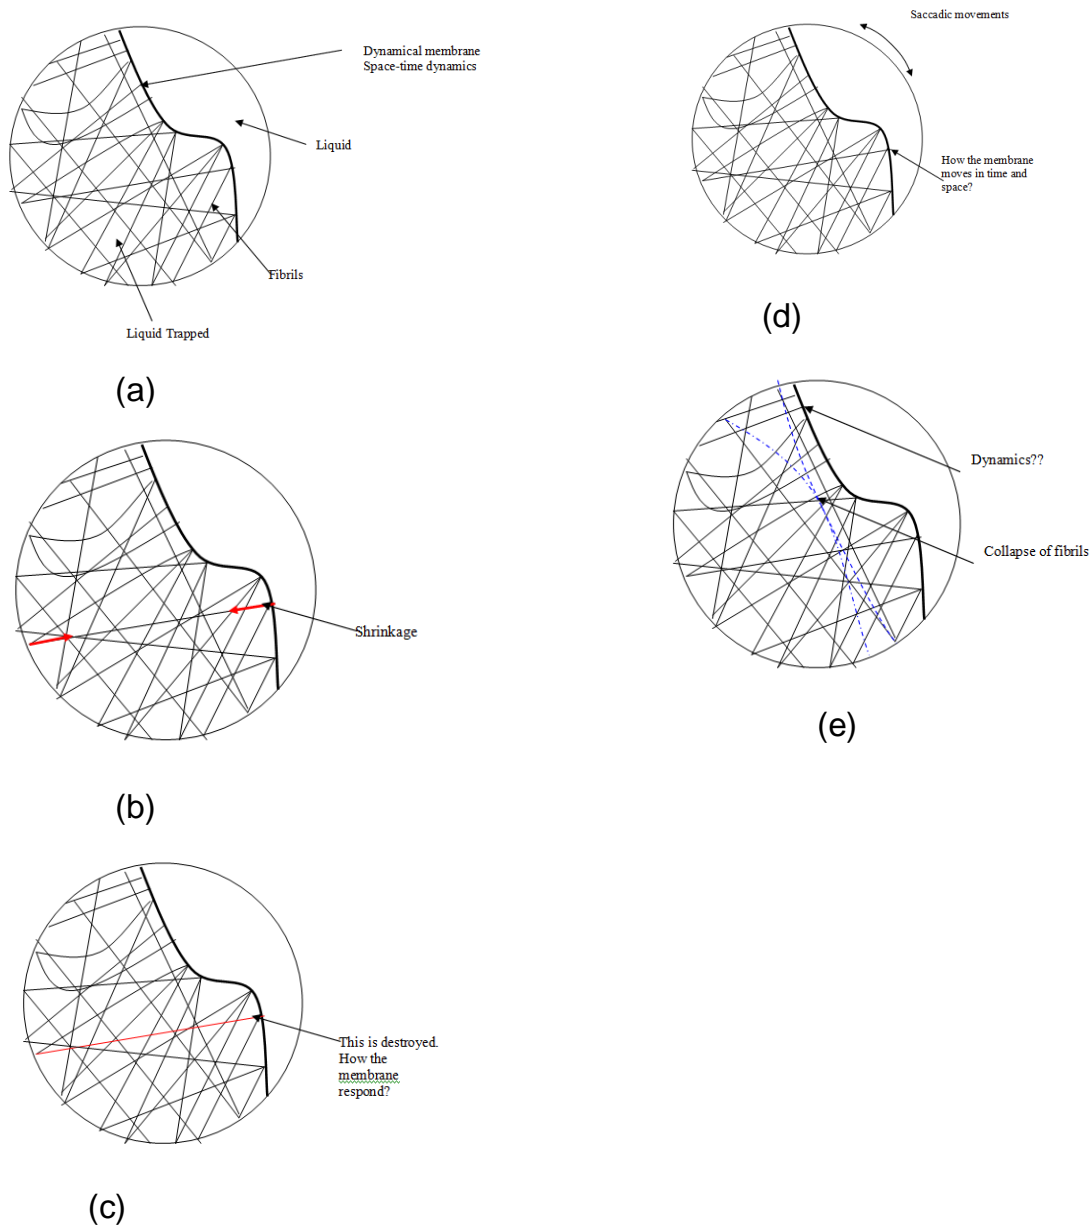 Dynamical membrane
Space-time dynamics
Liquid
Fibrils
Liquid Trapped
(a)
Shrinkage
(b)
This is destroyed.
How the
membrane
respond?
(c)
Saccadic movements
How the membrane
moves in time and
space?
(d)
Dynamics??
Collapse of fibrils
(e)